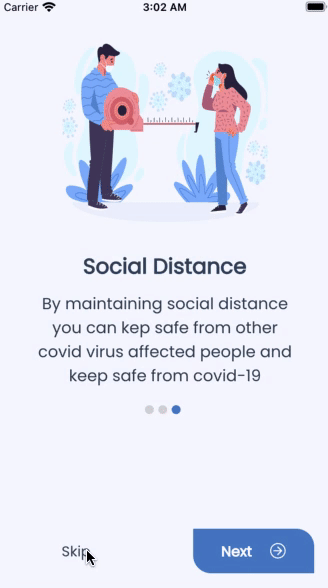 Carrier 3:02 AM
Social Distance
By maintaining social distance
you can kep safe from other
covid virus affected people and
keep safe from covid-19
Skip Next